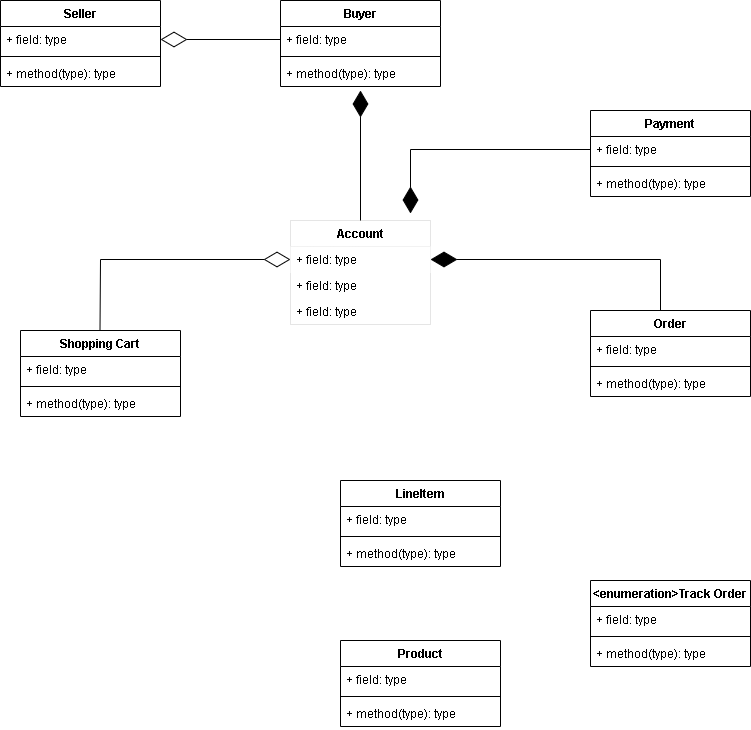 Seller
+ field: type
+ method(type): type
Buyer
+ field: type
+ method(type): type
Payment
+ field: type
+ method(type): type
Account
+ field: type
+ field: type
+ field: type
Shopping Cart
+ field: type
+ method(type): type
Order
+ field: type
+ method(type): type
LineItem
+ field: type
+ method(type): type
<enumeration>Track Order
+ field: type
+ method(type): type
Product
+ field: type
+ method(type): type